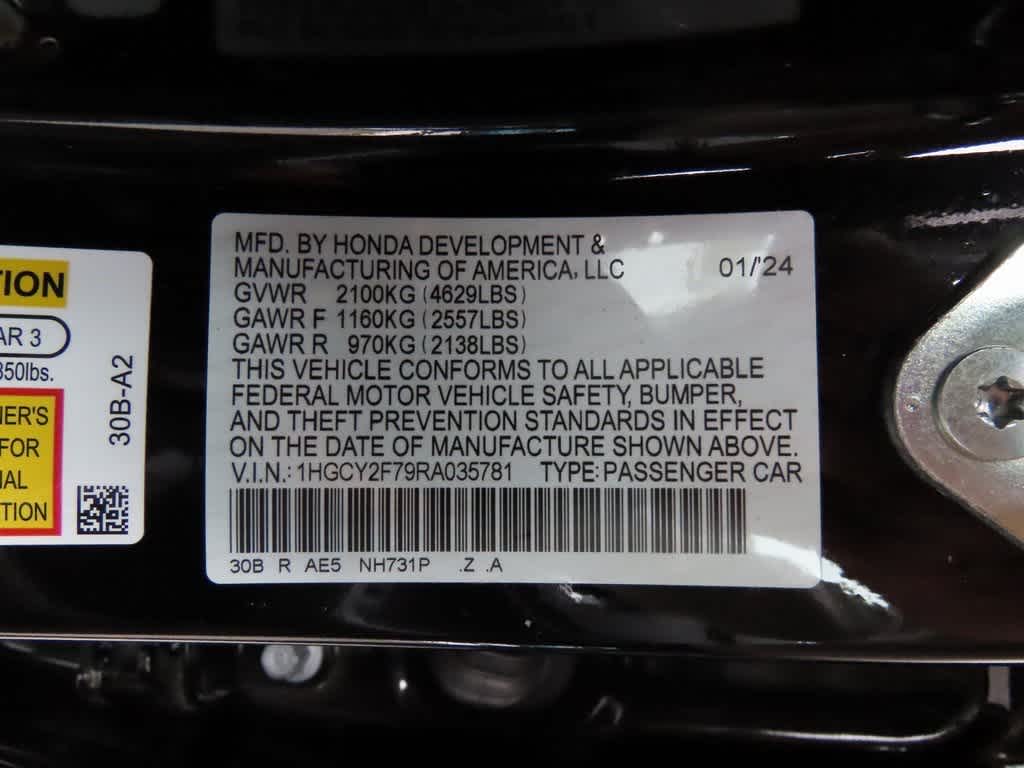 MFD. BY HONDA DEVELOPMENT &
MANUFACTURING OF AMERICA, LLC 01/'24
GVWR 2100KG (4629LBS)
GAWR F 1160KG (2557LBS)
GAWR R 970KG (2138LBS)
THIS VEHICLE CONFORMS TO ALL APPLICABLE
FEDERAL MOTOR VEHICLE SAFETY, BUMPER,
AND THEFT PREVENTION STANDARDS IN EFFECT
ON THE DATE OF MANUFACTURE SHOWN ABOVE.
V.I.N.: 1HGCY2F79RA035781 TYPE: PASSENGER CAR
30B R AE5 NH731P .Z .A
TION
AR 3
850lbs.
NER'S
FOR
NAL
TION
30B-A2